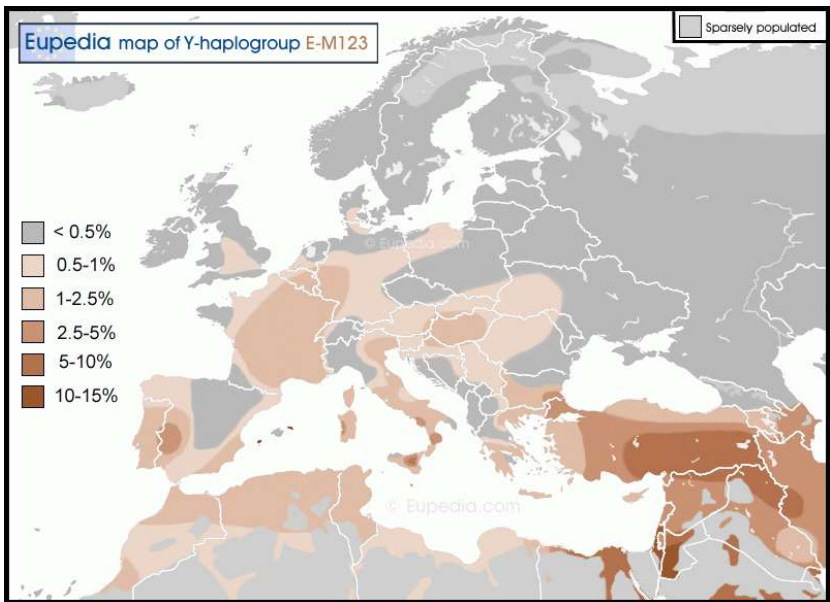 Eupedia map of Y-haplogroup E-M123
Sparsely populated
< 0.5%
0.5-1%
1-2.5%
2.5-5%
5-10%
10-15%
© Eupedia.com
© Eupedia.com